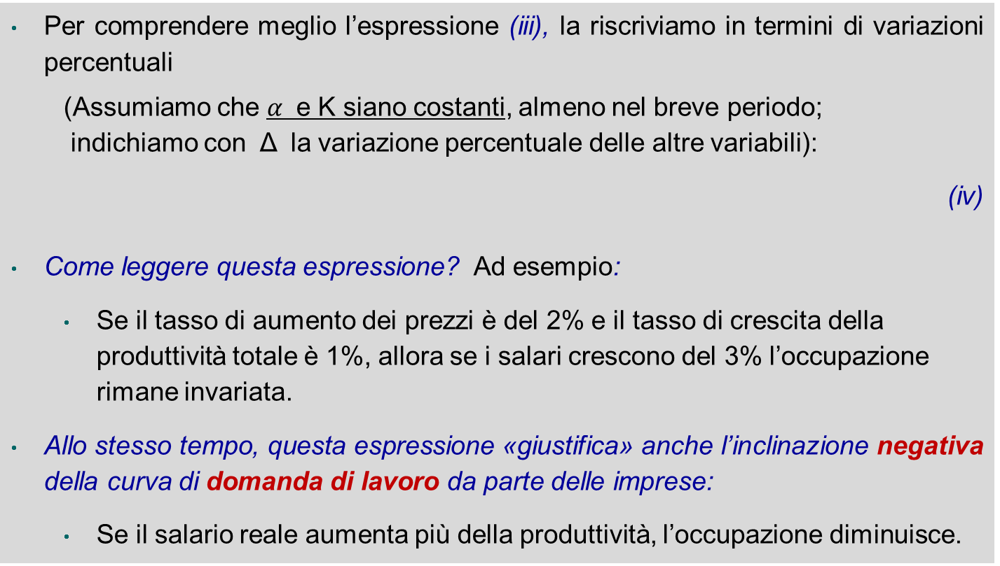 • Per comprendere meglio l’espressione (iii), la riscriviamo in termini di variazioni
percentuali
(Assumiamo che 𝛼 e K siano costanti, almeno nel breve periodo;
indichiamo con Δ la variazione percentuale delle altre variabili):
(iv)
• Come leggere questa espressione? Ad esempio:
• Se il tasso di aumento dei prezzi è del 2% e il tasso di crescita della
produttività totale è 1%, allora se i salari crescono del 3% l’occupazione
rimane invariata.
• Allo stesso tempo, questa espressione «giustifica» anche l’inclinazione negativa
della curva di domanda di lavoro da parte delle imprese:
• Se il salario reale aumenta più della produttività, l’occupazione diminuisce.